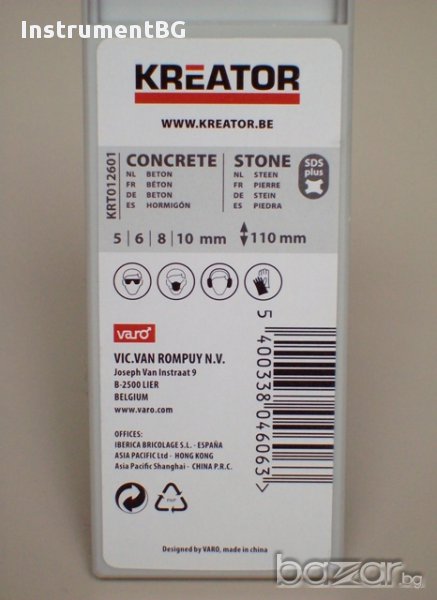 InstrumentBG
KREATOR
WWW.KREATOR.BE
KRT012601
CONCRETE
NL BETON
FR BÉTON
DE BETON
ES HORMIGÓN
STONE
NL STEEN
FR PIERRE
DE STEIN
ES PIEDRA
SDS
plus
5 | 6 | 8 | 10 mm
110 mm
varo
VIC.VAN ROMPUY N.V.
Joseph Van Instraat 9
B-2500 LIER
BELGIUM
www.varo.com
OFFICES:
IBERICA BRICOLAGE S.L. - ESPAÑA
ASIA PACIFIC Ltd - HONG KONG
Asia Pacific Shanghai - CHINA P.R.C.
5 400338 046063 >
PAP
Designed by VARO, made in china
bazar.bg